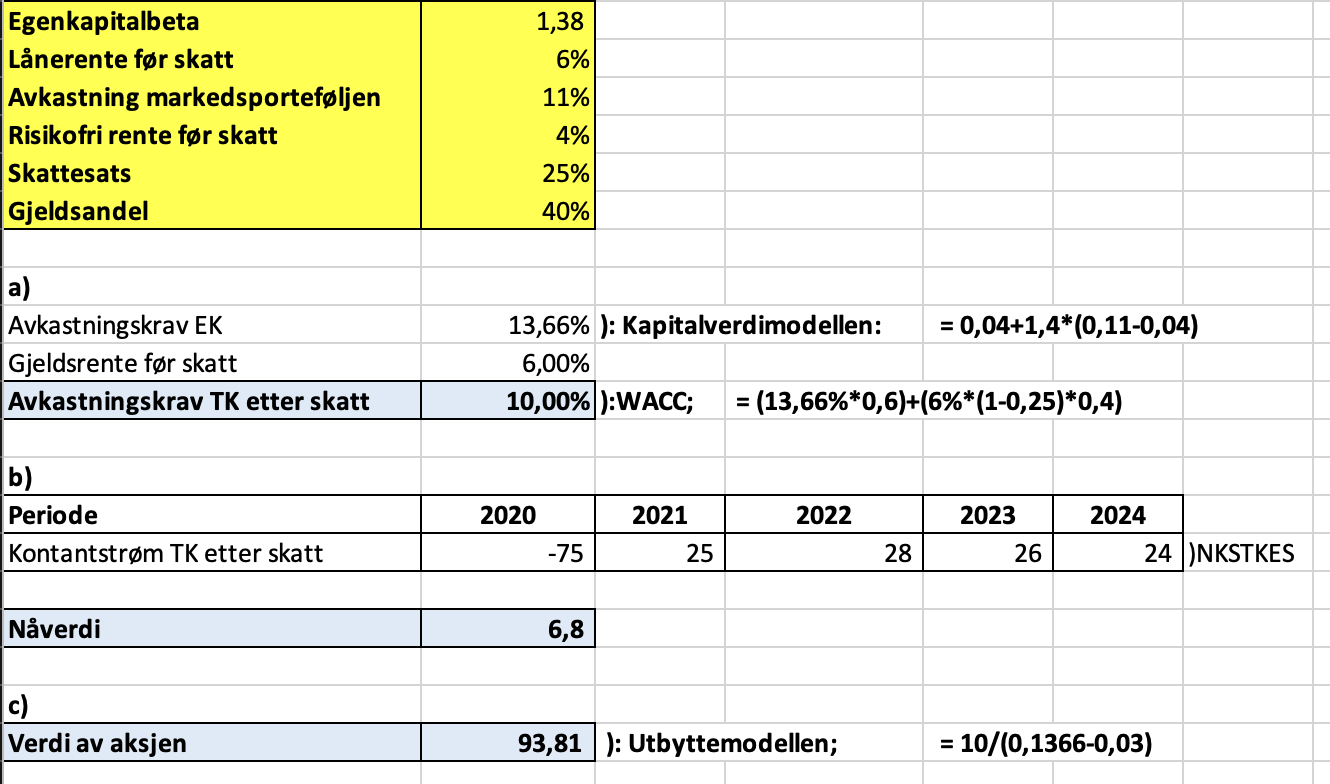 Egenkapitalbeta 1,38
Lånerente før skatt 6%
Avkastning markedsporteføljen 11%
Risikofri rente før skatt 4%
Skattesats 25%
Gjeldsandel 40%
a)
Avkastningskrav EK 13,66% ): Kapitalverdimodellen: = 0,04+1,4*(0,11-0,04)
Gjeldsrente før skatt 6,00%
Avkastningskrav TK etter skatt 10,00% ):WACC; = (13,66%*0,6)+(6%*(1-0,25)*0,4)
b)
Periode 2020 2021 2022 2023 2024
Kontantstrøm TK etter skatt -75 25 28 26 24 )NKSTKES
Nåverdi 6,8
c)
Verdi av aksjen 93,81 ): Utbyttemodellen; = 10/(0,1366-0,03)